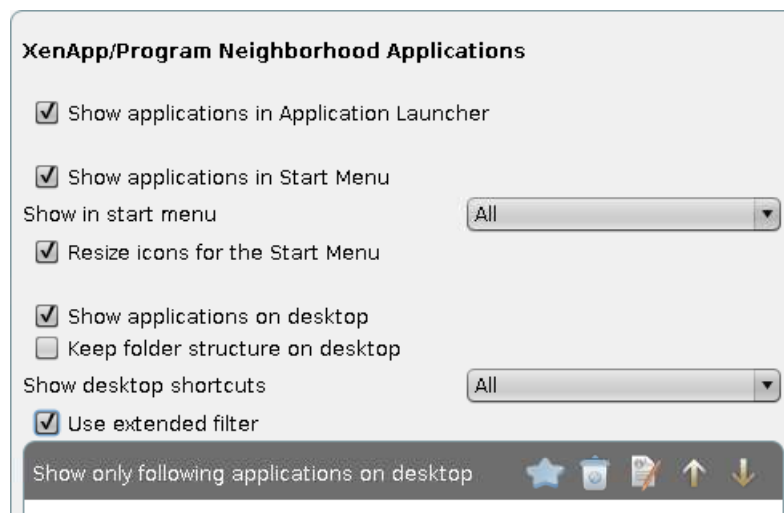 XenApp/Program Neighborhood Applications
Show applications in Application Launcher
Show applications in Start Menu
Show in start menu All
Resize icons for the Start Menu
Show applications on desktop
Keep folder structure on desktop
Show desktop shortcuts All
Use extended filter
Show only following applications on desktop